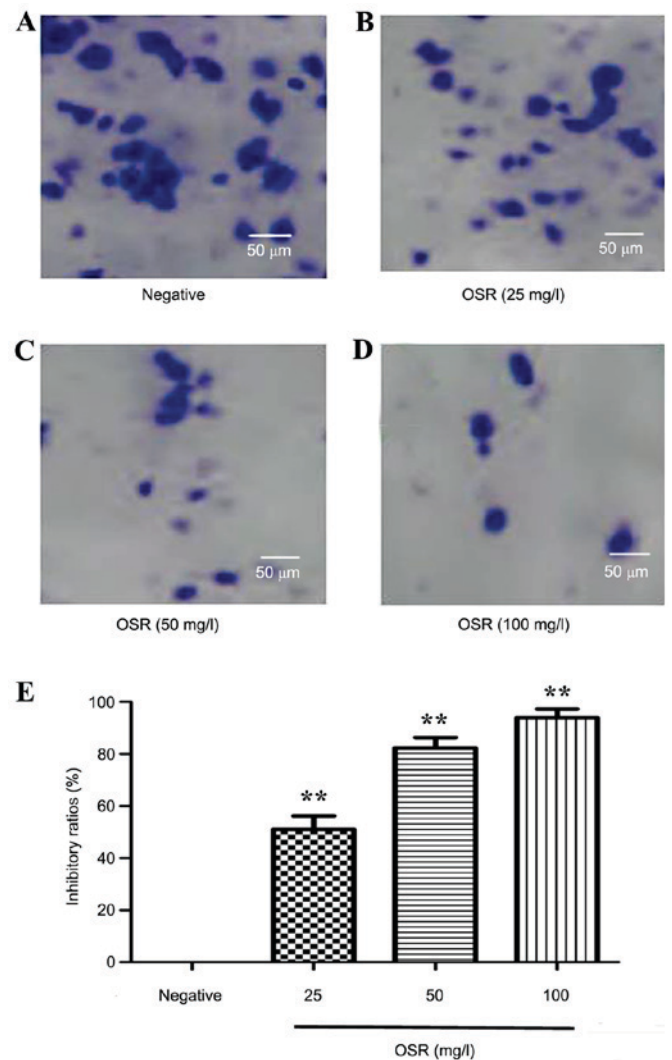 A
B
50 μm
50 μm
Negative
OSR (25 mg/l)
C
D
50 μm
50 μm
OSR (50 mg/l)
OSR (100 mg/l)
E
Inhibitory ratios (%)
100
80
60
40
20
0
**
**
**
Negative
25
50
100
OSR (mg/l)